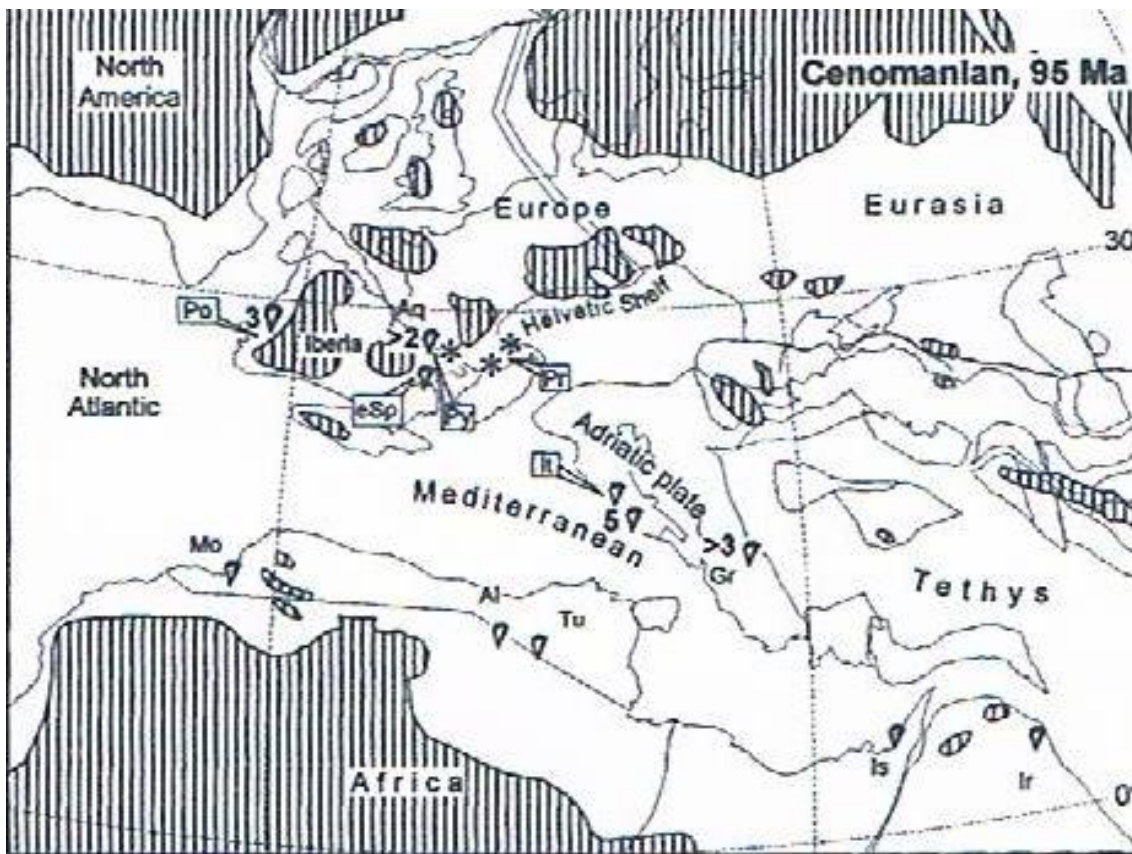 North
America
Cenomanian, 95 Ma
Europe
Eurasia
30
Po
3
Iberia
Aq
>2
Helvetic Shelf
North
Atlantic
eSp
Py
Pr
It
Adriatic plate
Mediterranean
5
>3
Gr
Mo
Al
Tu
Tethys
Is
Ir
Africa
0°